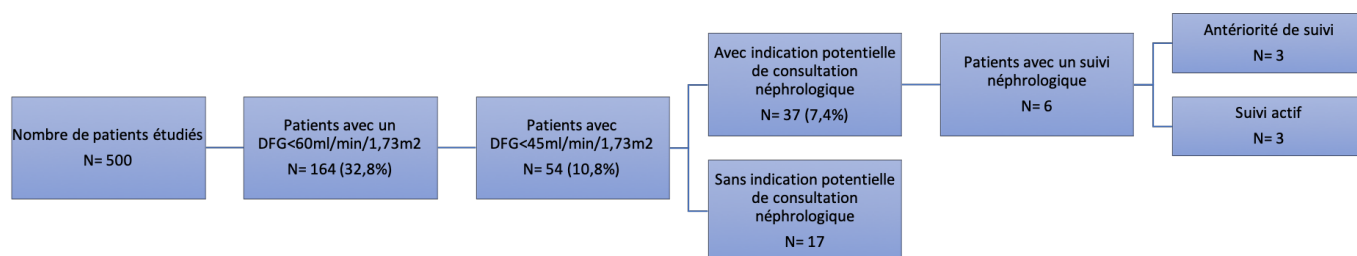 Nombre de patients étudiés
N= 500
Patients avec un
DFG<60ml/min/1,73m2
N= 164 (32,8%)
Patients avec
DFG<45ml/min/1,73m2
N= 54 (10,8%)
Avec indication potentielle
de consultation
néphrologique
N= 37 (7,4%)
Sans indication potentielle
de consultation
néphrologique
N= 17
Patients avec un suivi
néphrologique
N= 6
Antériorité de suivi
N= 3
Suivi actif
N= 3